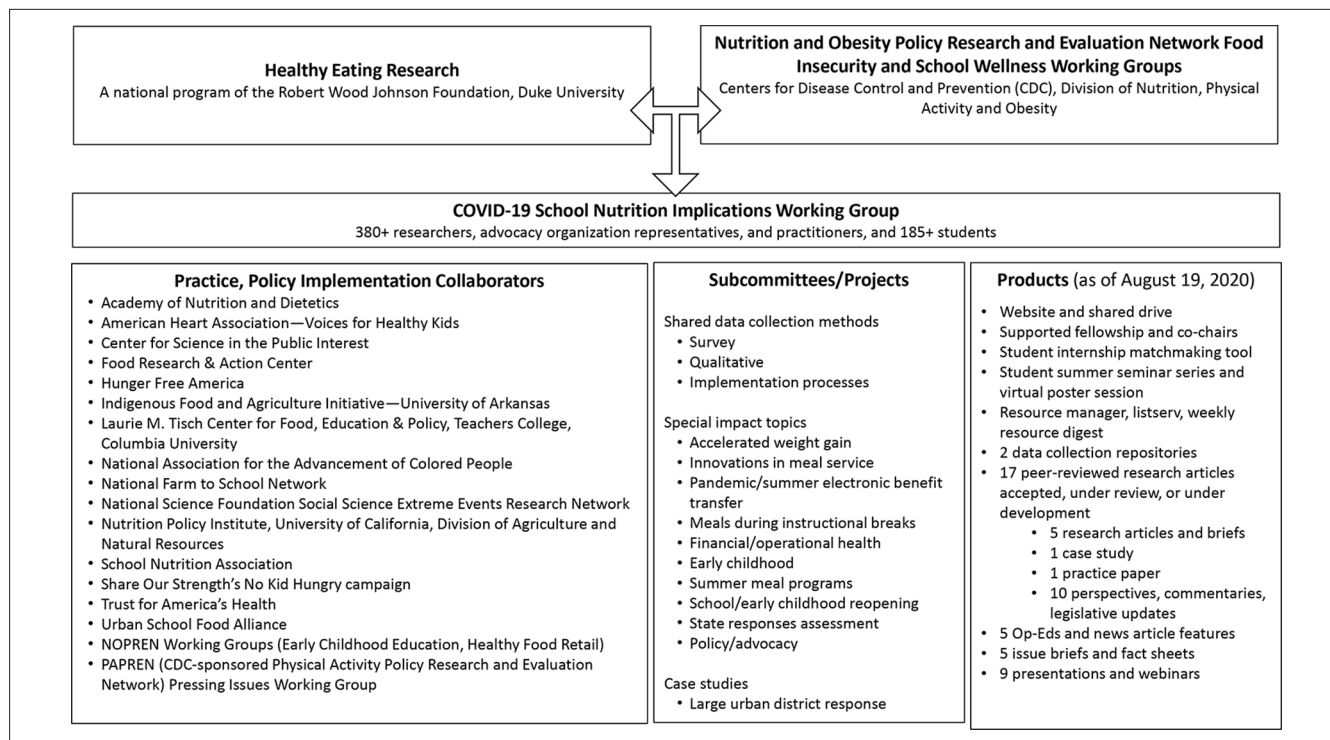 Healthy Eating Research
A national program of the Robert Wood Johnson Foundation, Duke University
Nutrition and Obesity Policy Research and Evaluation Network Food
Insecurity and School Wellness Working Groups
Centers for Disease Control and Prevention (CDC), Division of Nutrition, Physical
Activity and Obesity
COVID-19 School Nutrition Implications Working Group
380+ researchers, advocacy organization representatives, and practitioners, and 185+ students
Practice, Policy Implementation Collaborators
• Academy of Nutrition and Dietetics
• American Heart Association—Voices for Healthy Kids
• Center for Science in the Public Interest
• Food Research & Action Center
• Hunger Free America
• Indigenous Food and Agriculture Initiative—University of Arkansas
• Laurie M. Tisch Center for Food, Education & Policy, Teachers College,
Columbia University
• National Association for the Advancement of Colored People
• National Farm to School Network
• National Science Foundation Social Science Extreme Events Research Network
• Nutrition Policy Institute, University of California, Division of Agriculture and
Natural Resources
• School Nutrition Association
• Share Our Strength's No Kid Hungry campaign
• Trust for America's Health
• Urban School Food Alliance
• NOPREN Working Groups (Early Childhood Education, Healthy Food Retail)
• PAPREN (CDC-sponsored Physical Activity Policy Research and Evaluation
Network) Pressing Issues Working Group
Subcommittees/Projects
Shared data collection methods
• Survey
• Qualitative
• Implementation processes
Special impact topics
• Accelerated weight gain
• Innovations in meal service
• Pandemic/summer electronic benefit
transfer
• Meals during instructional breaks
• Financial/operational health
• Early childhood
• Summer meal programs
• School/early childhood reopening
• State responses assessment
• Policy/advocacy
Case studies
• Large urban district response
Products (as of August 19, 2020)
• Website and shared drive
• Supported fellowship and co-chairs
• Student internship matchmaking tool
• Student summer seminar series and
virtual poster session
• Resource manager, listserv, weekly
resource digest
• 2 data collection repositories
• 17 peer-reviewed research articles
accepted, under review, or under
development
• 5 research articles and briefs
• 1 case study
• 1 practice paper
• 10 perspectives, commentaries,
legislative updates
• 5 Op-Eds and news article features
• 5 issue briefs and fact sheets
• 9 presentations and webinars